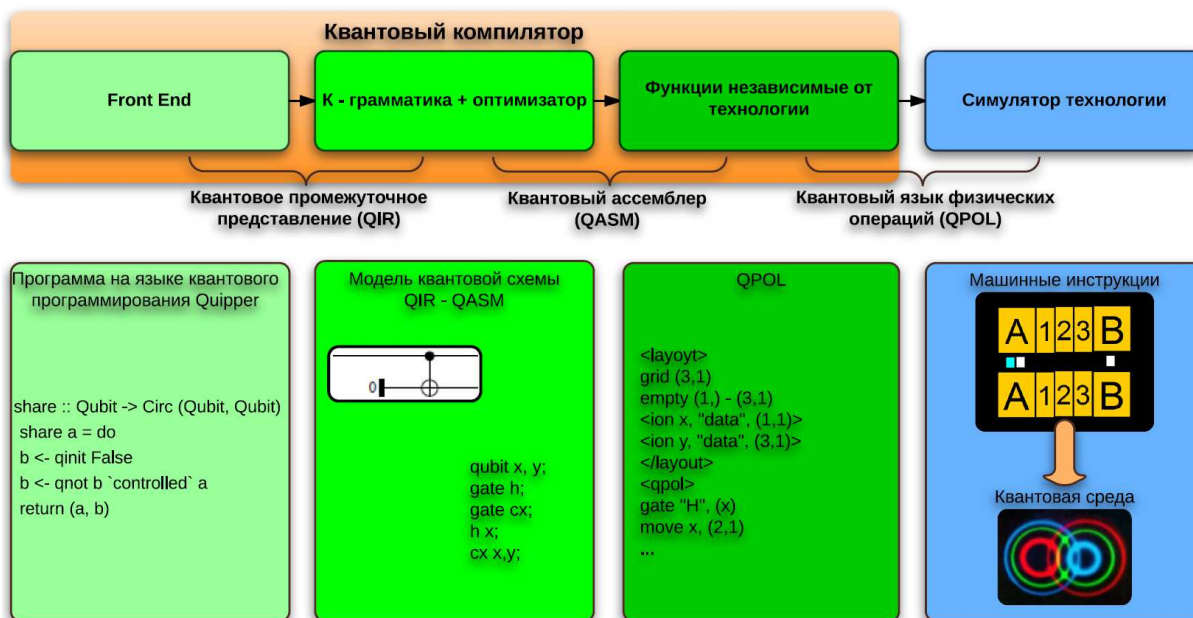 Квантовый компилятор
Front End
К - грамматика + оптимизатор
Функции независимые от
технологии
Симулятор технологии
Квантовое промежуточное
представление (QIR)
Квантовый ассемблер
(QASM)
Квантовый язык физических
операций (QPOL)
Программа на языке квантового
программирования Quipper
share :: Qubit -> Circ (Qubit, Qubit)
share a = do
b <- qinit False
b <- qnot b `controlled` a
return (a, b)
Модель квантовой схемы
QIR - QASM
0
qubit x, y;
gate h;
gate cx;
h x;
cx x,y;
QPOL
<layoyt>
grid (3,1)
empty (1,) - (3,1)
<ion x, "data", (1,1)>
<ion y, "data", (3,1)>
</layout>
<qpol>
gate "H", (x)
move x, (2,1)
...
Машинные инструкции
A 1 2 3 B
A 1 2 3 B
Квантовая среда